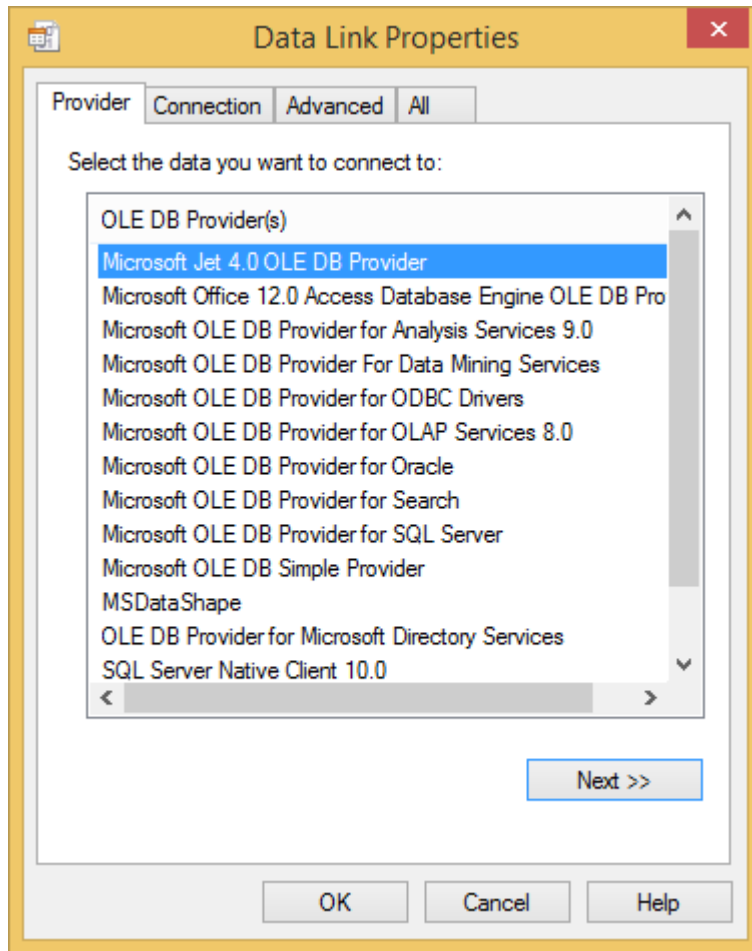 Data Link Properties
Provider Connection Advanced All
Select the data you want to connect to:
OLE DB Provider(s)
Microsoft Jet 4.0 OLE DB Provider
Microsoft Office 12.0 Access Database Engine OLE DB Pro
Microsoft OLE DB Provider for Analysis Services 9.0
Microsoft OLE DB Provider For Data Mining Services
Microsoft OLE DB Provider for ODBC Drivers
Microsoft OLE DB Provider for OLAP Services 8.0
Microsoft OLE DB Provider for Oracle
Microsoft OLE DB Provider for Search
Microsoft OLE DB Provider for SQL Server
Microsoft OLE DB Simple Provider
MSDataShape
OLE DB Provider for Microsoft Directory Services
SQL Server Native Client 10.0
Next >>
OK Cancel Help